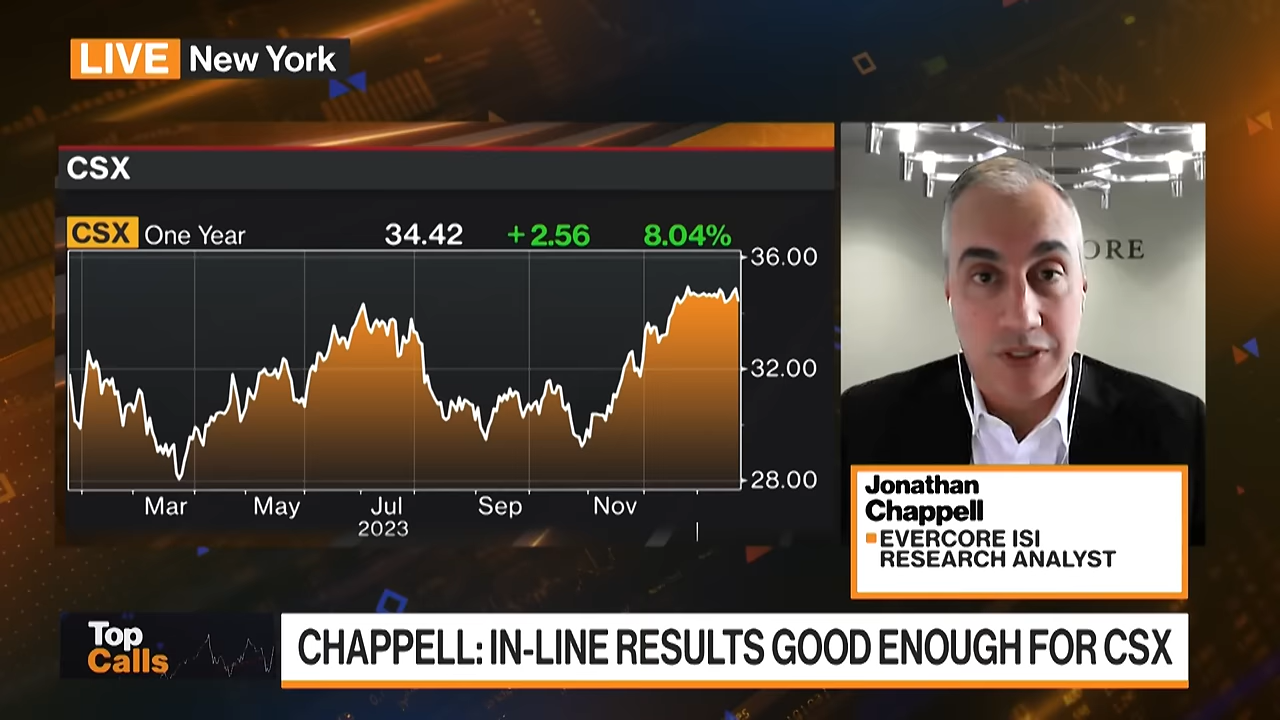 LIVE New York
CSX
CSX One Year 34.42 +2.56 8.04%
36.00
32.00
28.00
Mar May Jul Sep Nov
2023
ORE
Jonathan
Chappell
EVERCORE ISI
RESEARCH ANALYST
Top
Calls
CHAPPELL: IN-LINE RESULTS GOOD ENOUGH FOR CSX